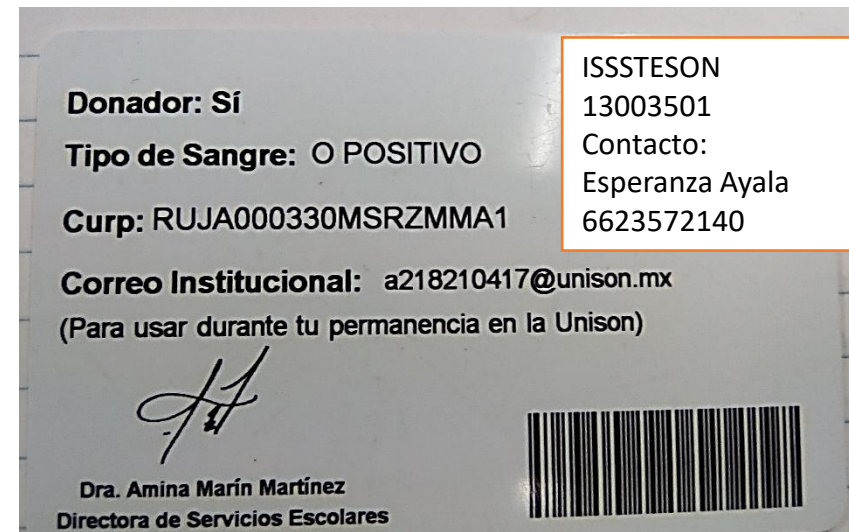 Donador: Sí
Tipo de Sangre: O POSITIVO
Curp: RUJA000330MSRZMMA1
Correo Institucional: a218210417@unison.mx
(Para usar durante tu permanencia en la Unison)
Dra. Amina Marín Martínez
Directora de Servicios Escolares
ISSSTESON
13003501
Contacto:
Esperanza Ayala
6623572140